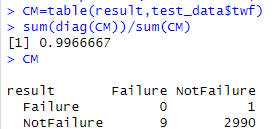 > CM=table(result,test_data$twf)
> sum(diag(CM))/sum(CM)
[1] 0.9966667
> CM
result Failure NotFailure
Failure 0 1
NotFailure 9 2990